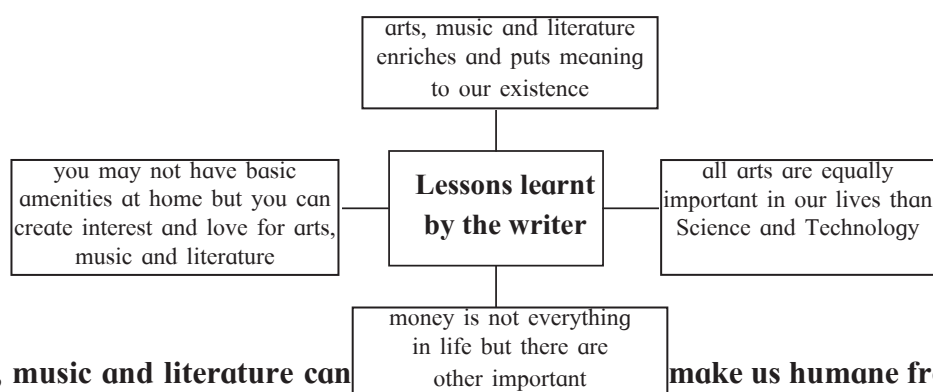 arts, music and literature
enriches and puts meaning
to our existence
you may not have basic
amenities at home but you can
create interest and love for arts,
music and literature
Lessons learnt
by the writer
all arts are equally
important in our lives than
Science and Technology
money is not everything
in life but there are
other important
, music and literature can
make us humane